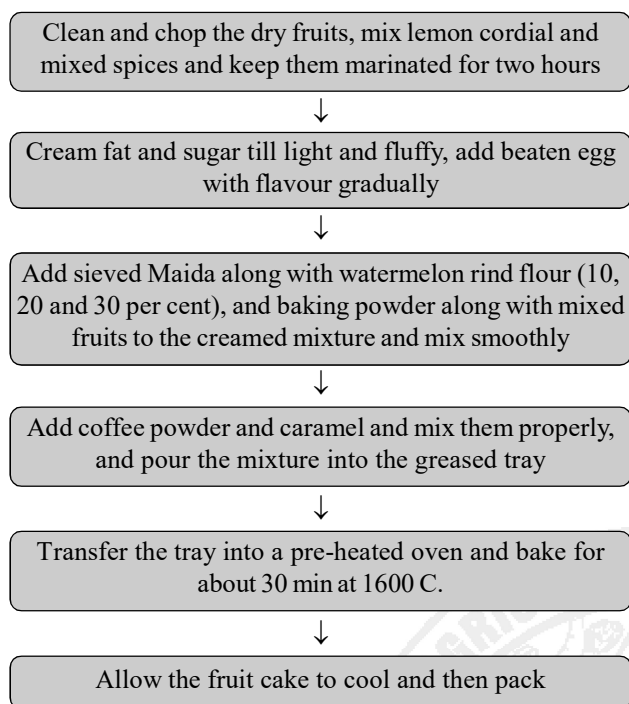 Clean and chop the dry fruits, mix lemon cordial and
mixed spices and keep them marinated for two hours
↓
Cream fat and sugar till light and fluffy, add beaten egg
with flavour gradually
↓
Add sieved Maida along with watermelon rind flour (10,
20 and 30 per cent), and baking powder along with mixed
fruits to the creamed mixture and mix smoothly
↓
Add coffee powder and caramel and mix them properly,
and pour the mixture into the greased tray
↓
Transfer the tray into a pre-heated oven and bake for
about 30 min at 1600 C.
↓
Allow the fruit cake to cool and then pack